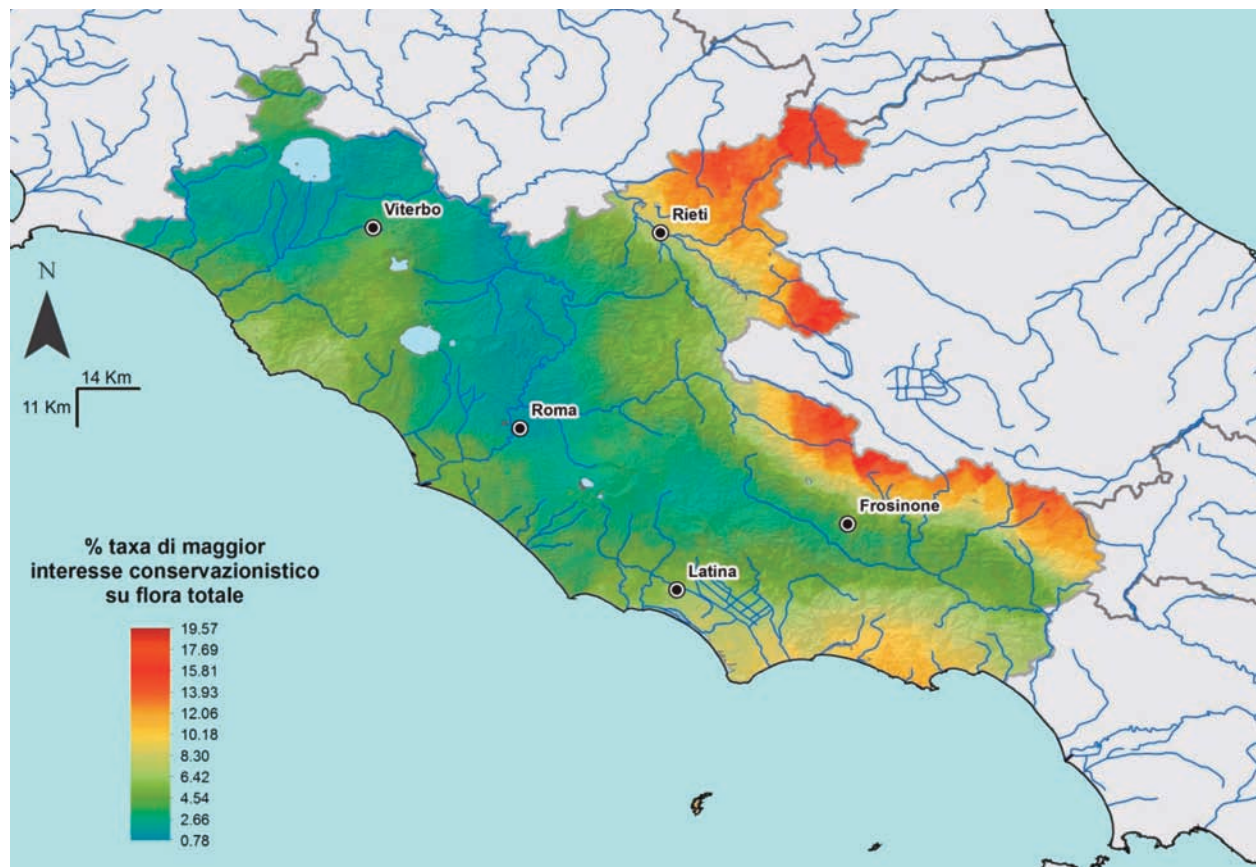 Viterbo
Rieti
N
14 Km
11 Km
Roma
Frosinone
Latina
% taxa di maggior
interesse conservazionistico
su flora totale
19.57
17.69
15.81
13.93
12.06
10.18
8.30
6.42
4.54
2.66
0.78